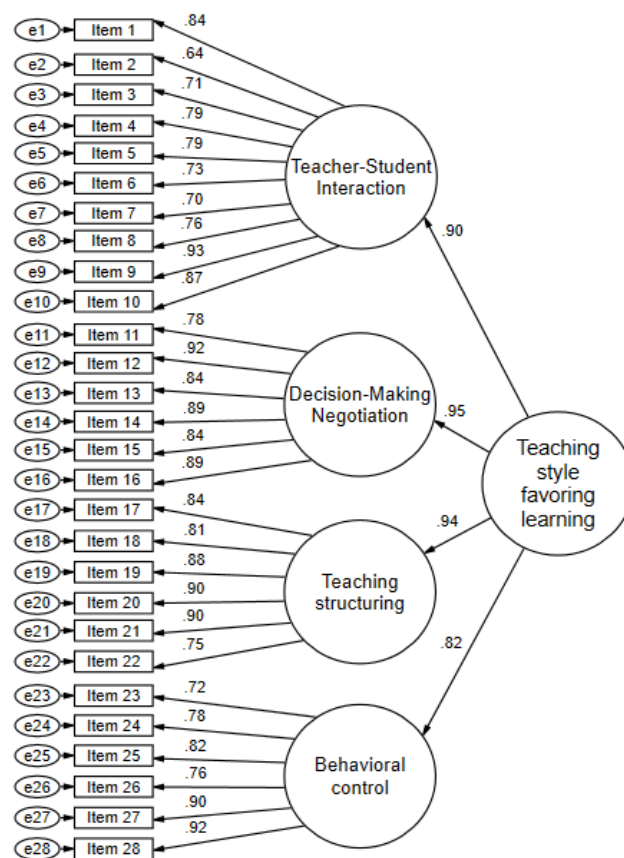 e1 Item 1 .84
e2 Item 2 .64
e3 Item 3 .71
e4 Item 4 .79
e5 Item 5 .79
e6 Item 6 .73
e7 Item 7 .70
e8 Item 8 .76
e9 Item 9 .93
e10 Item 10 .87
Teacher-Student
Interaction
.90
e11 Item 11 .78
e12 Item 12 .92
e13 Item 13 .84
e14 Item 14 .89
e15 Item 15 .84
e16 Item 16 .89
Decision-Making
Negotiation
.95
e17 Item 17 .84
e18 Item 18 .81
e19 Item 19 .88
e20 Item 20 .90
e21 Item 21 .90
e22 Item 22 .75
Teaching
structuring
.94
e23 Item 23 .72
e24 Item 24 .78
e25 Item 25 .82
e26 Item 26 .76
e27 Item 27 .90
e28 Item 28 .92
Behavioral
control
.82
Teaching
style
favoring
learning